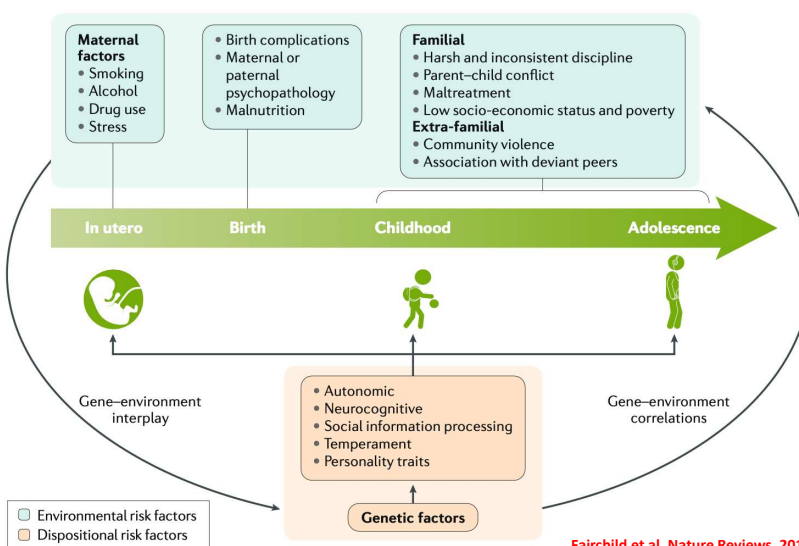 Maternal
factors
• Smoking
• Alcohol
• Drug use
• Stress
• Birth complications
• Maternal or
paternal
psychopathology
• Malnutrition
Familial
• Harsh and inconsistent discipline
• Parent–child conflict
• Maltreatment
• Low socio-economic status and poverty
Extra-familial
• Community violence
• Association with deviant peers
In utero
Birth
Childhood
Adolescence
Gene–environment
interplay
• Autonomic
• Neurocognitive
• Social information processing
• Temperament
• Personality traits
Genetic factors
Gene–environment
correlations
Environmental risk factors
Dispositional risk factors
Fairchild et al. Nature Reviews, 201